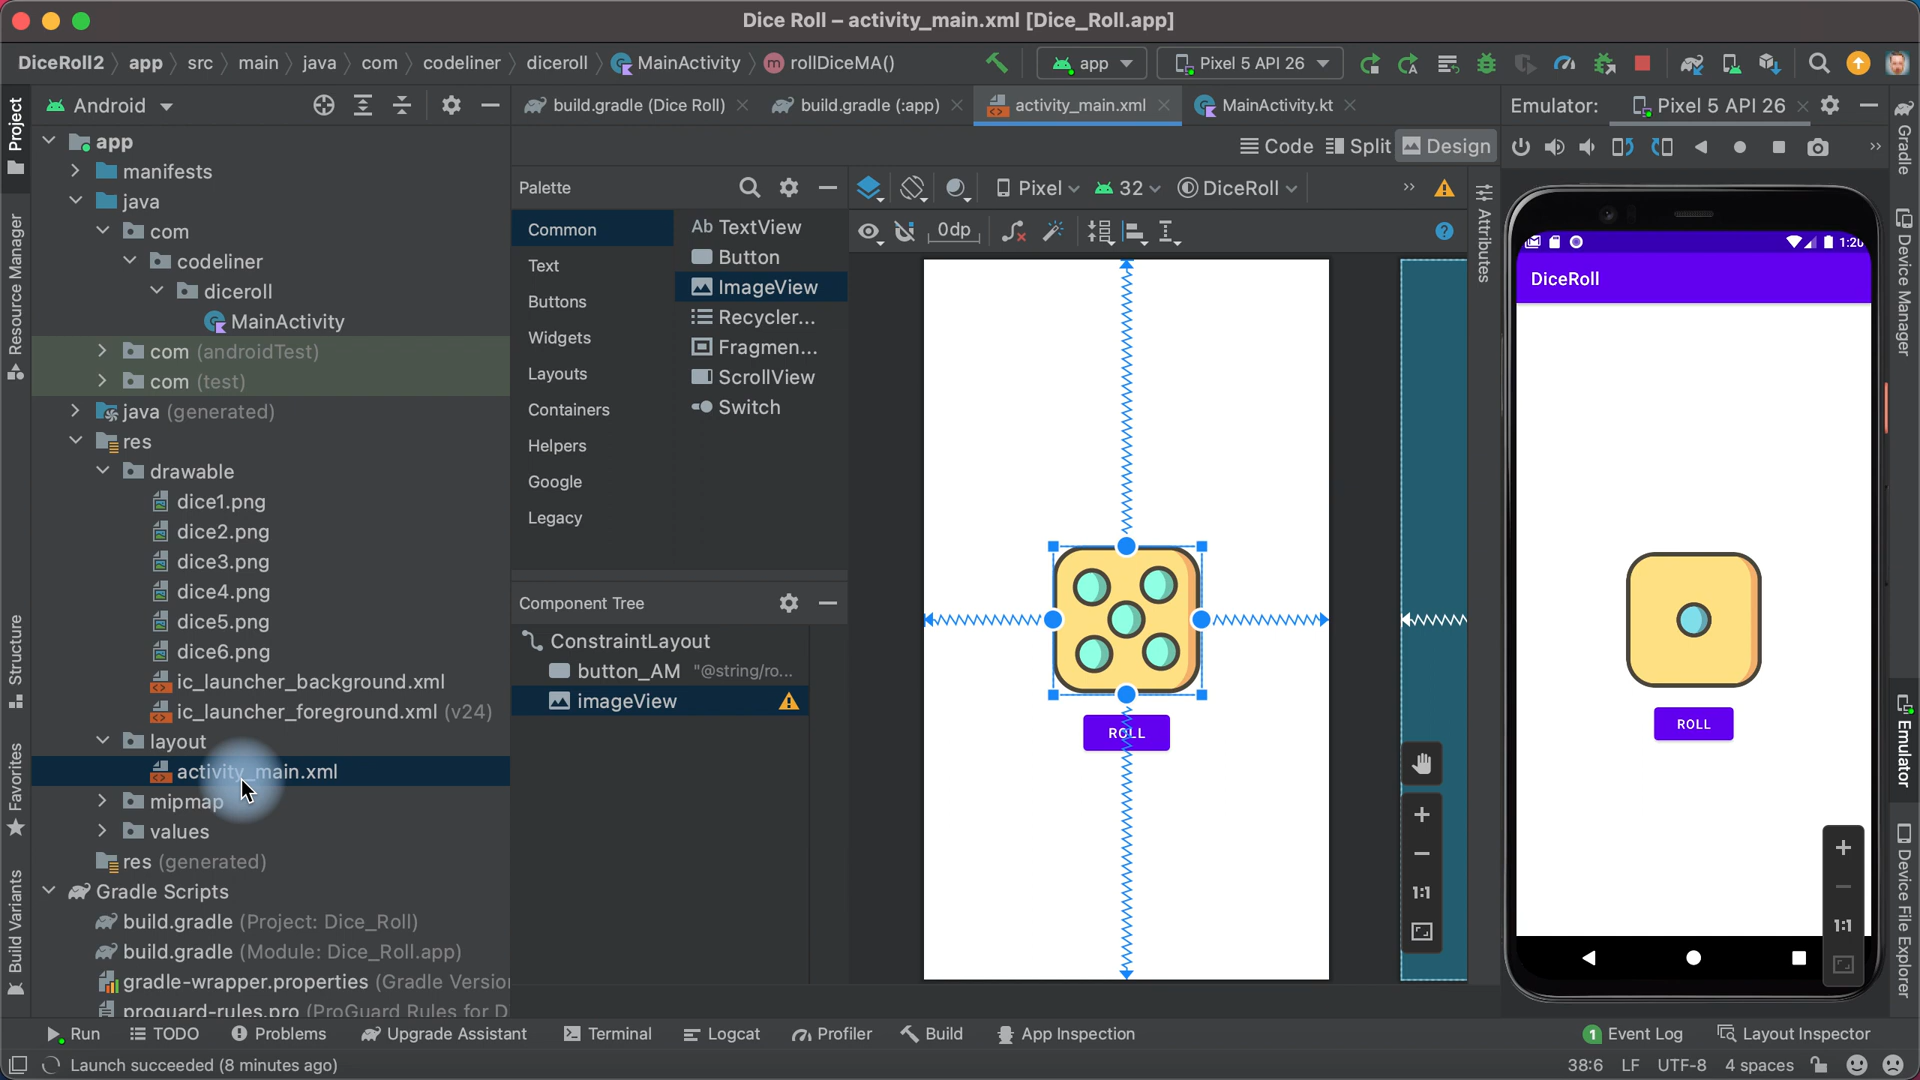 Dice Roll – activity_main.xml [Dice_Roll.app]
DiceRoll2 app src main java com codeliner diceroll MainActivity m rollDiceMA()
app
Pixel 5 API 26
Project
Resource Manager
Structure
Favorites
Build Variants
Android
app
manifests
java
com
codeliner
diceroll
MainActivity
com (androidTest)
com (test)
java (generated)
res
drawable
dice1.png
dice2.png
dice3.png
dice4.png
dice5.png
dice6.png
ic_launcher_background.xml
ic_launcher_foreground.xml (v24)
layout
activity_main.xml
mipmap
values
res (generated)
Gradle Scripts
build.gradle (Project: Dice_Roll)
build.gradle (Module: Dice_Roll.app)
gradle-wrapper.properties (Gradle Versio
proguard-rules.pro (ProGuard Rules for D
build.gradle (Dice Roll)
build.gradle (:app)
activity_main.xml
MainActivity.kt
Code
Split
Design
Palette
Common
Text
Buttons
Widgets
Layouts
Containers
Helpers
Google
Legacy
Ab TextView
Button
ImageView
Recycler...
Fragmen...
ScrollView
Switch
Component Tree
ConstraintLayout
button_AM "@string/ro...
imageView
Pixel
32
DiceRoll
0dp
?
ROLL
1:1
Attributes
Emulator: Pixel 5 API 26
1:20
DiceRoll
ROLL
1:1
Gradle
Device Manager
Emulator
Device File Explorer
Run
TODO
Problems
Upgrade Assistant
Terminal
Logcat
Profiler
Build
App Inspection
1 Event Log
Layout Inspector
Launch succeeded (8 minutes ago)
38:6 LF UTF-8 4 spaces